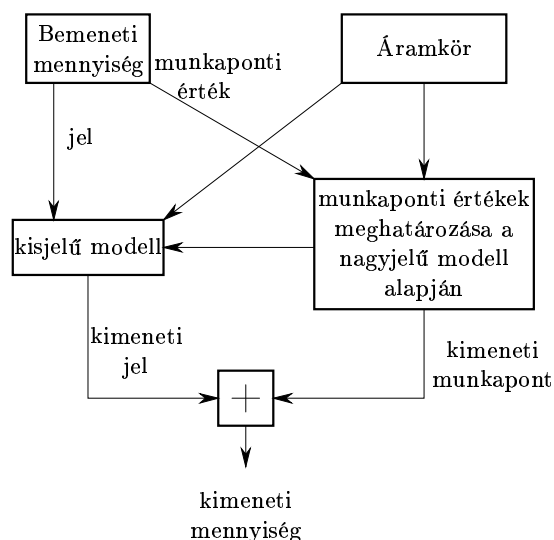 Bemeneti
mennyiség
Áramkör
munkaponti
érték
jel
kisjelű modell
munkaponti értékek
meghatározása a
nagyjelű modell
alapján
kimeneti
jel
kimeneti
munkapont
+
kimeneti
mennyiség